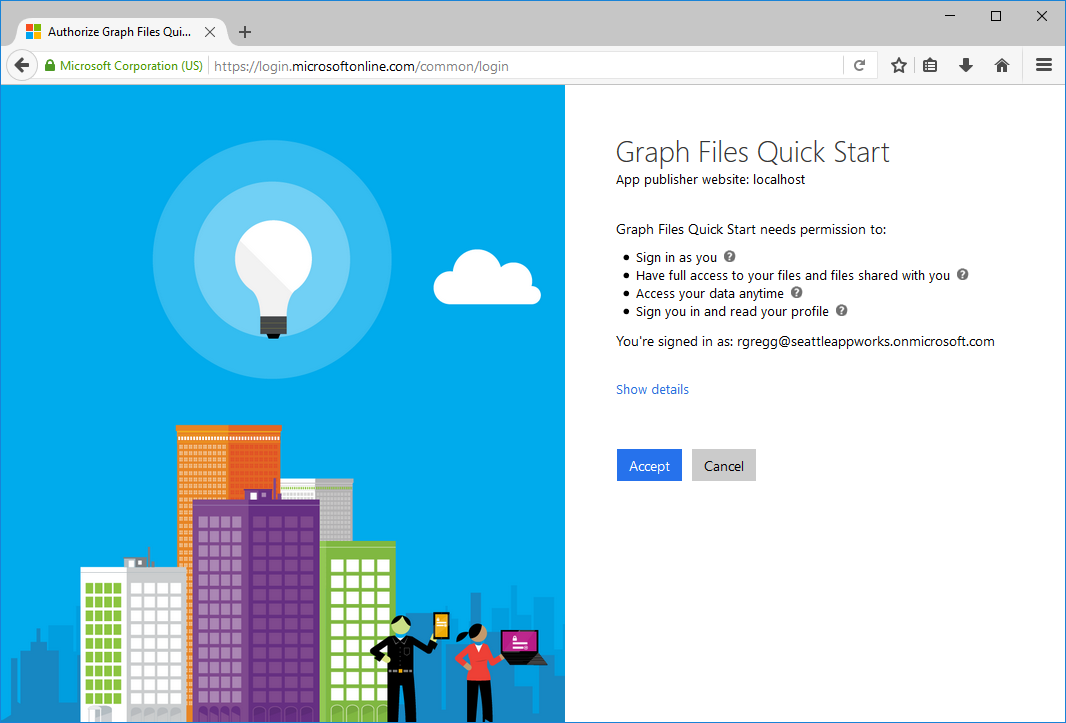 Authorize Graph Files Qui...
Microsoft Corporation (US) https://login.microsoftonline.com/common/login
Graph Files Quick Start
App publisher website: localhost
Graph Files Quick Start needs permission to:
• Sign in as you ?
• Have full access to your files and files shared with you ?
• Access your data anytime ?
• Sign you in and read your profile ?
You're signed in as: rgregg@seattleappworks.onmicrosoft.com
Show details
Accept Cancel